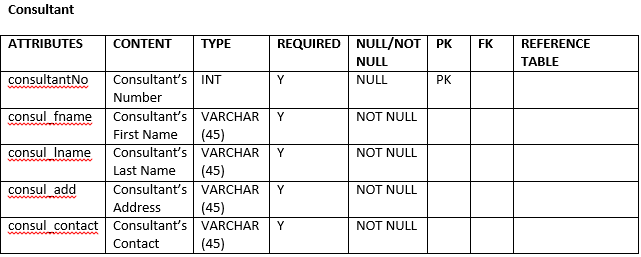 Consultant
ATTRIBUTES CONTENT TYPE REQUIRED NULL/NOT NULL PK FK REFERENCE TABLE
consultantNo Consultant's Number INT Y NULL PK
consul_fname Consultant's First Name VARCHAR (45) Y NOT NULL
consul_lname Consultant's Last Name VARCHAR (45) Y NOT NULL
consul_add Consultant's Address VARCHAR (45) Y NOT NULL
consul_contact Consultant's Contact VARCHAR (45) Y NOT NULL